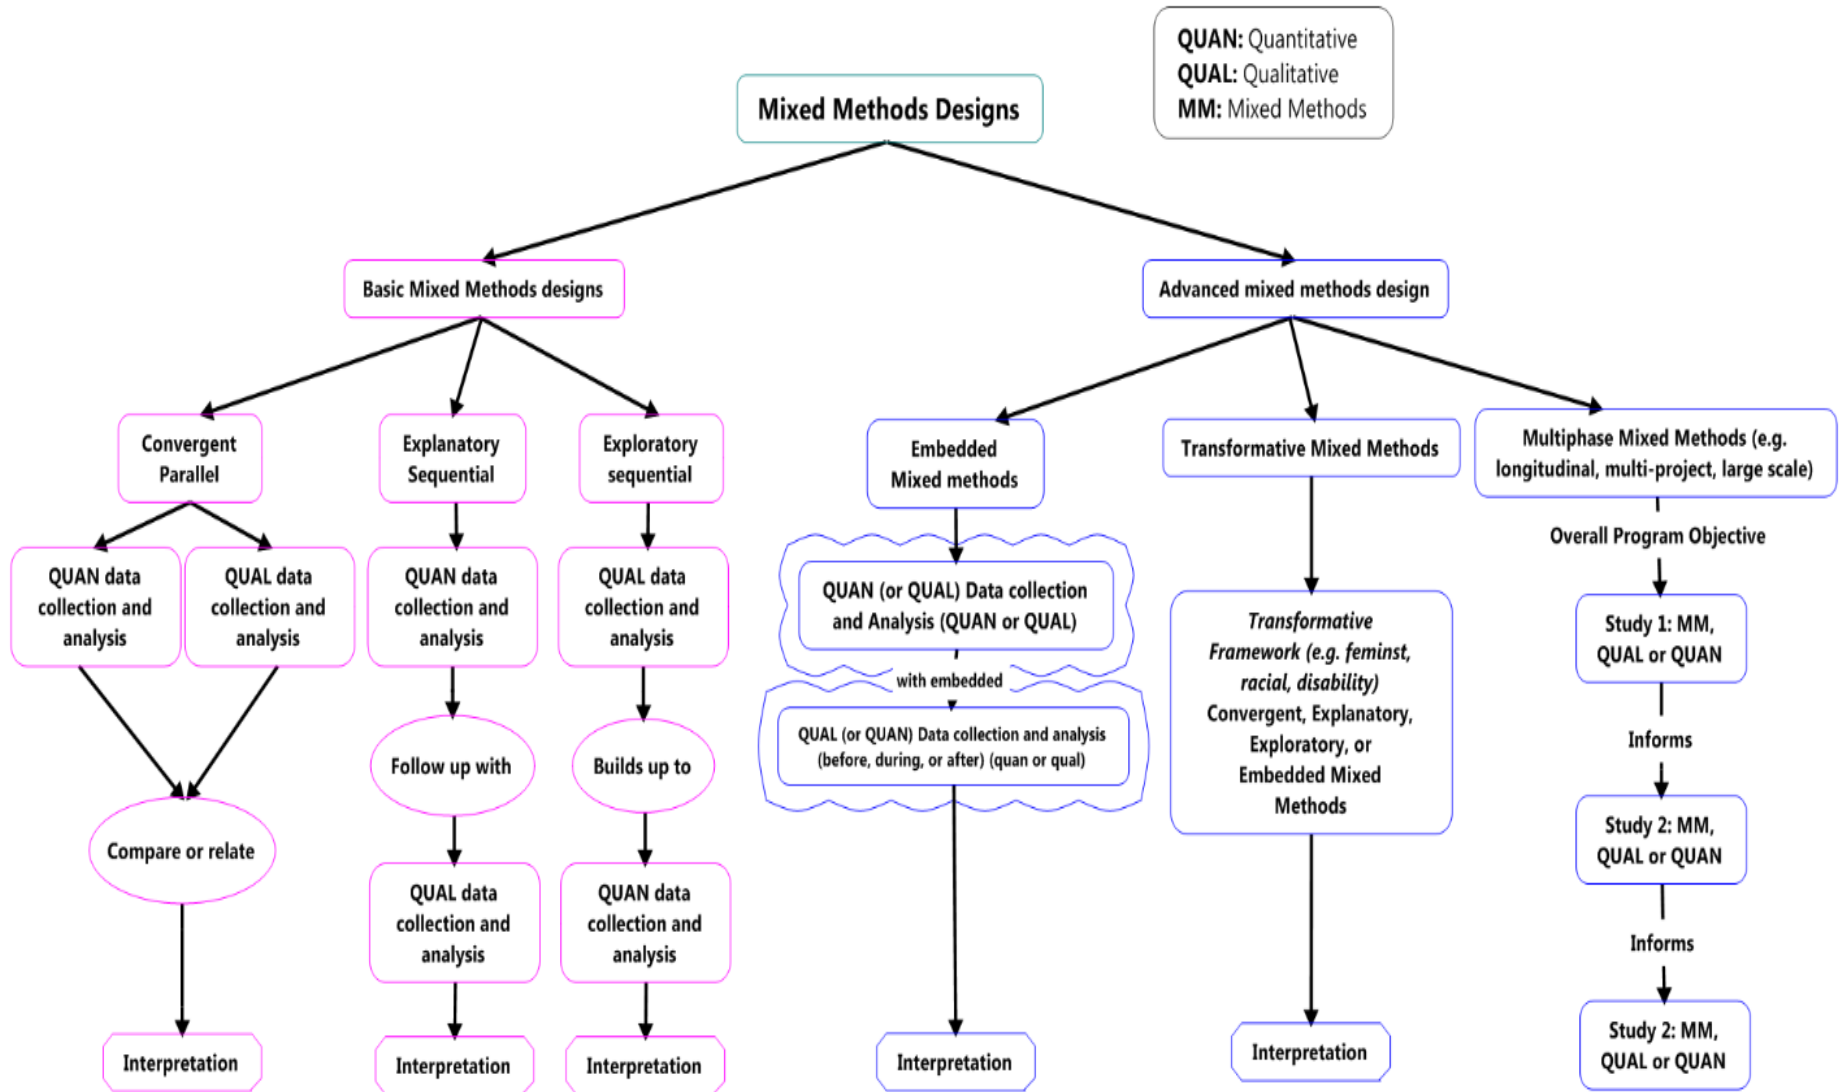 QUAN: Quantitative
QUAL: Qualitative
MM: Mixed Methods
Mixed Methods Designs
Basic Mixed Methods designs
Advanced mixed methods design
Convergent
Parallel
Explanatory
Sequential
Exploratory
sequential
Embedded
Mixed methods
Transformative Mixed Methods
Multiphase Mixed Methods (e.g.
longitudinal, multi-project, large scale)
QUAN data
collection and
analysis
QUAL data
collection and
analysis
QUAN data
collection and
analysis
QUAL data
collection and
analysis
QUAN (or QUAL) Data collection
and Analysis (QUAN or QUAL)
with embedded
QUAL (or QUAN) Data collection and analysis
(before, during, or after) (quan or qual)
Transformative
Framework (e.g. feminst,
racial, disability)
Convergent, Explanatory,
Exploratory, or
Embedded Mixed
Methods
Overall Program Objective
Study 1: MM,
QUAL or QUAN
Informs
Study 2: MM,
QUAL or QUAN
Informs
Study 2: MM,
QUAL or QUAN
Compare or relate
Follow up with
Builds up to
QUAL data
collection and
analysis
QUAN data
collection and
analysis
Interpretation
Interpretation
Interpretation
Interpretation
Interpretation